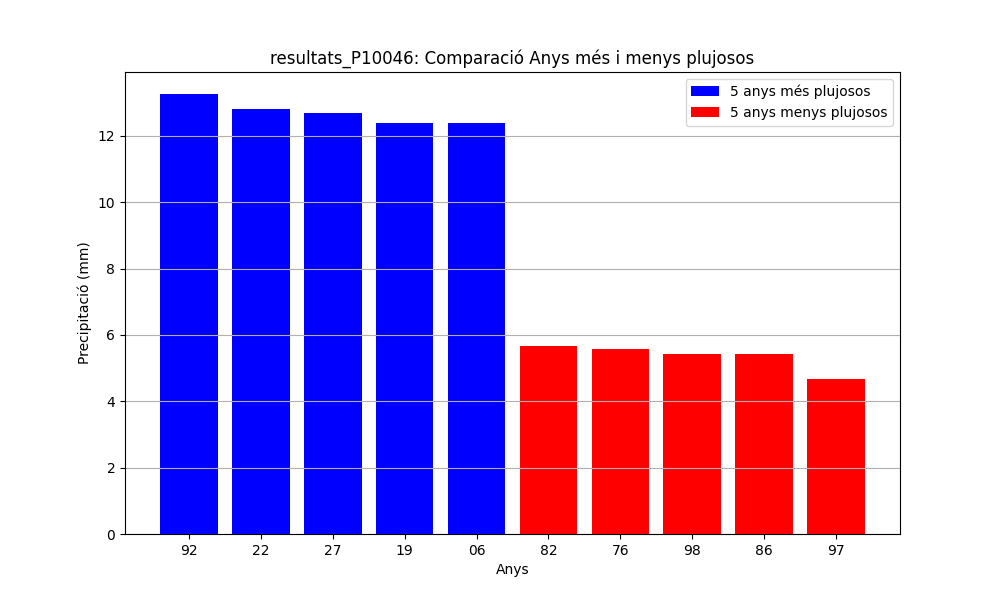 resultats_P10046: Comparació Anys més i menys plujosos
5 anys més plujosos
5 anys menys plujosos
12
10
8
6
4
2
0
Precipitació (mm)
92 22 27 19 06 82 76 98 86 97
Anys